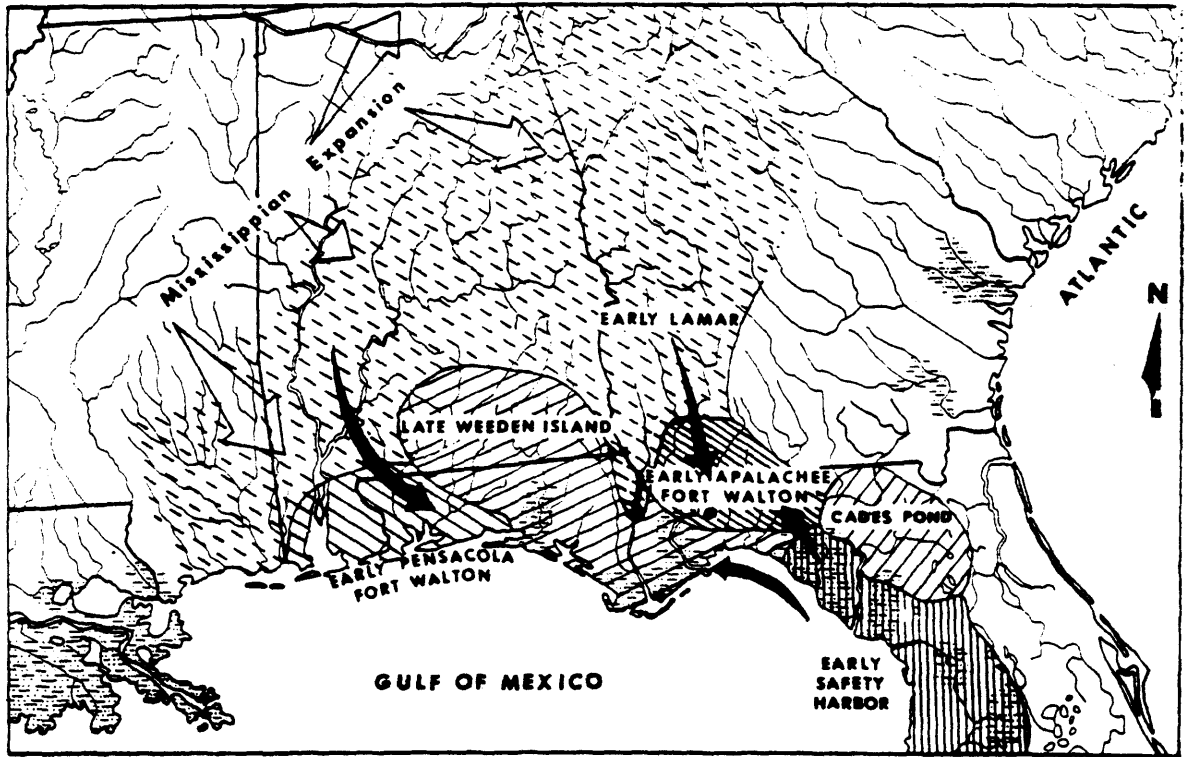 Mississippian Expansion
ATLANTIC
N
EARLY LAMAR
LATE WEEDEN ISLAND
EARLY APALACHEE
FORT WALTON
CADES POND
EARLY PENSACOLA
FORT WALTON
GULF OF MEXICO
EARLY
SAFETY
HARBOR